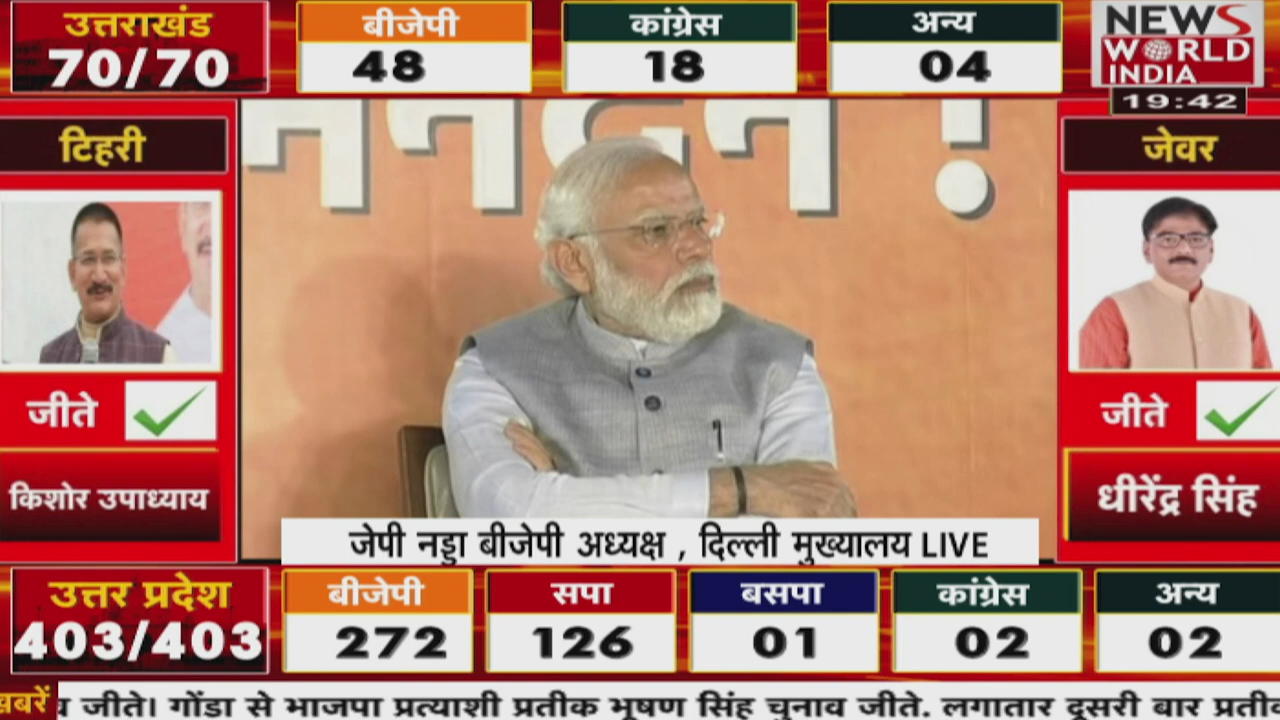 उत्तराखंड
70/70
बीजेपी
48
कांग्रेस
18
अन्य
04
NEWS
WORLD
INDIA
19:42
टिहरी
जीते
किशोर उपाध्याय
जेवर
जीते
धीरेंद्र सिंह
जेपी नड्डा बीजेपी अध्यक्ष , दिल्ली मुख्यालय LIVE
उत्तर प्रदेश
403/403
बीजेपी
272
सपा
126
बसपा
01
कांग्रेस
02
अन्य
02
जीते। गोंडा से भाजपा प्रत्याशी प्रतीक भूषण सिंह चुनाव जीते. लगातार दूसरी बार